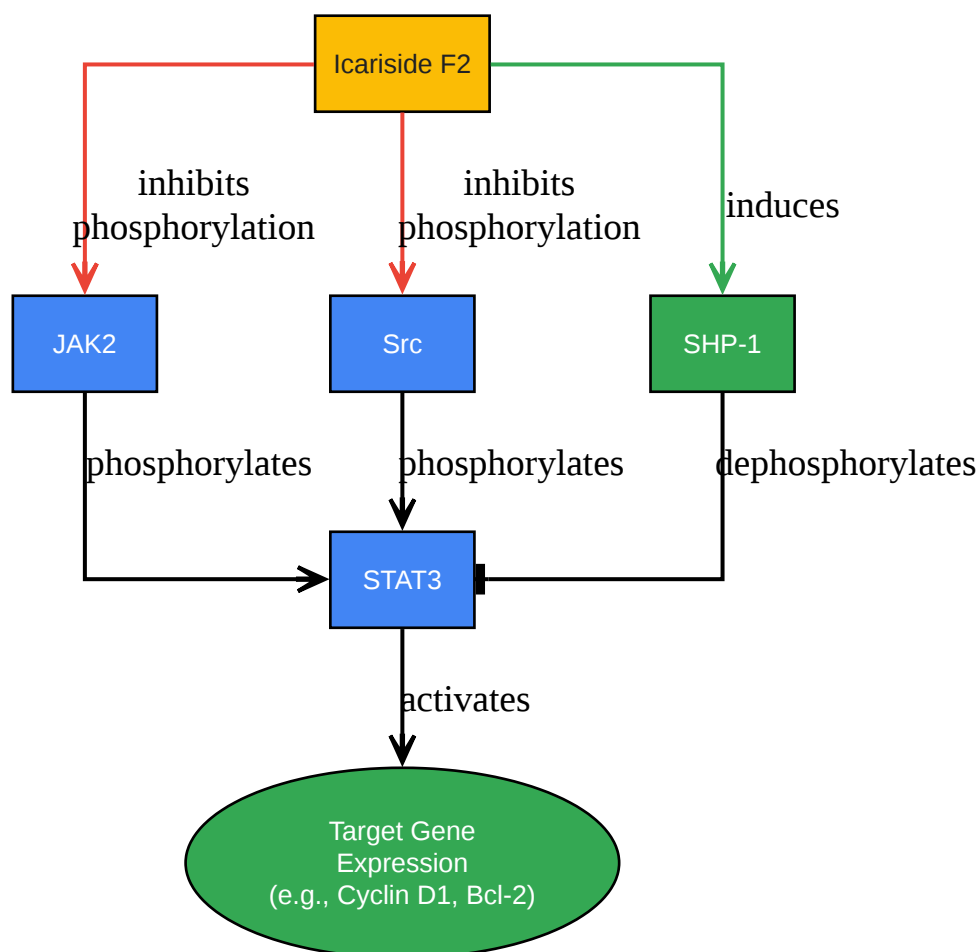 Icariside F2
inhibits
phosphorylation
inhibits
phosphorylation
induces
JAK2
Src
SHP-1
phosphorylates
phosphorylates
dephosphorylates
STAT3
activates
Target Gene
Expression
(e.g., Cyclin D1, Bcl-2)